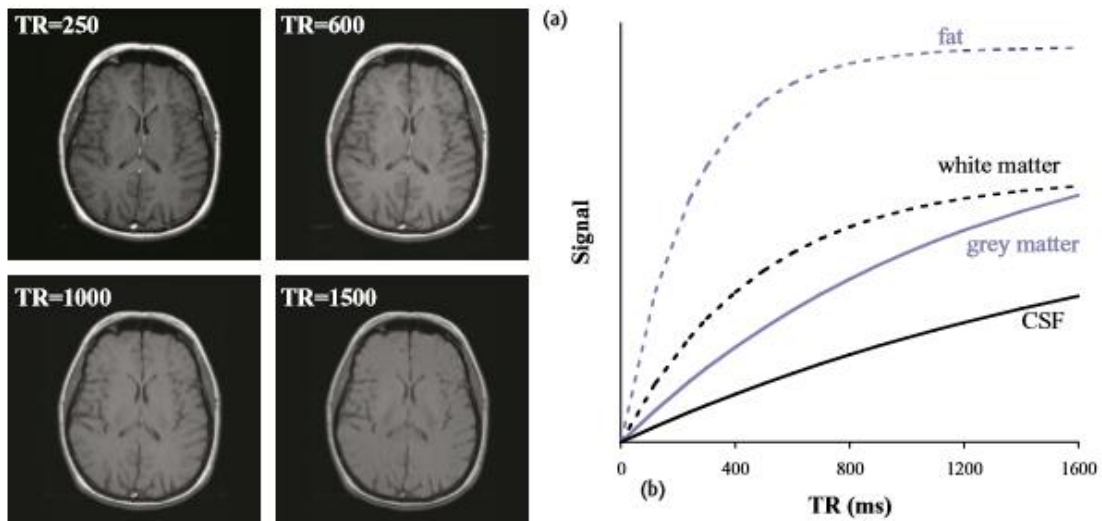 TR=250
TR=600
TR=1000
TR=1500
(a)
fat
white matter
grey matter
CSF
Signal
0 400 800 1200 1600
(b)
TR (ms)